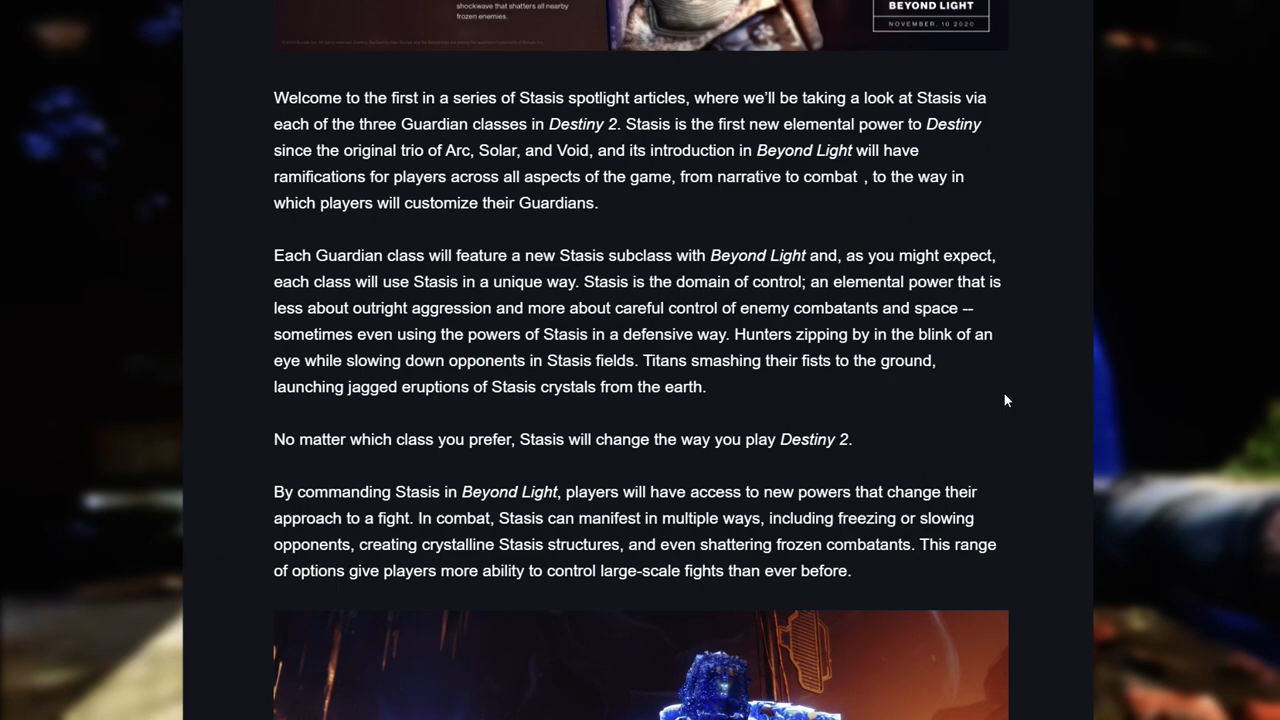 shockwave that shatters all nearby
frozen enemies.
BEYOND LIGHT
NOVEMBER. 10 2020
Welcome to the first in a series of Stasis spotlight articles, where we’ll be taking a look at Stasis via
each of the three Guardian classes in Destiny 2. Stasis is the first new elemental power to Destiny
since the original trio of Arc, Solar, and Void, and its introduction in Beyond Light will have
ramifications for players across all aspects of the game, from narrative to combat , to the way in
which players will customize their Guardians.
Each Guardian class will feature a new Stasis subclass with Beyond Light and, as you might expect,
each class will use Stasis in a unique way. Stasis is the domain of control; an elemental power that is
less about outright aggression and more about careful control of enemy combatants and space --
sometimes even using the powers of Stasis in a defensive way. Hunters zipping by in the blink of an
eye while slowing down opponents in Stasis fields. Titans smashing their fists to the ground,
launching jagged eruptions of Stasis crystals from the earth.
No matter which class you prefer, Stasis will change the way you play Destiny 2.
By commanding Stasis in Beyond Light, players will have access to new powers that change their
approach to a fight. In combat, Stasis can manifest in multiple ways, including freezing or slowing
opponents, creating crystalline Stasis structures, and even shattering frozen combatants. This range
of options give players more ability to control large-scale fights than ever before.